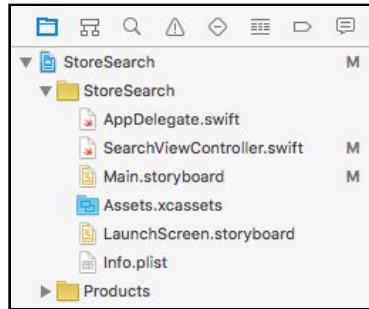 StoreSearch M
StoreSearch
AppDelegate.swift
SearchViewController.swift M
Main.storyboard M
Assets.xcassets
LaunchScreen.storyboard
Info.plist
Products